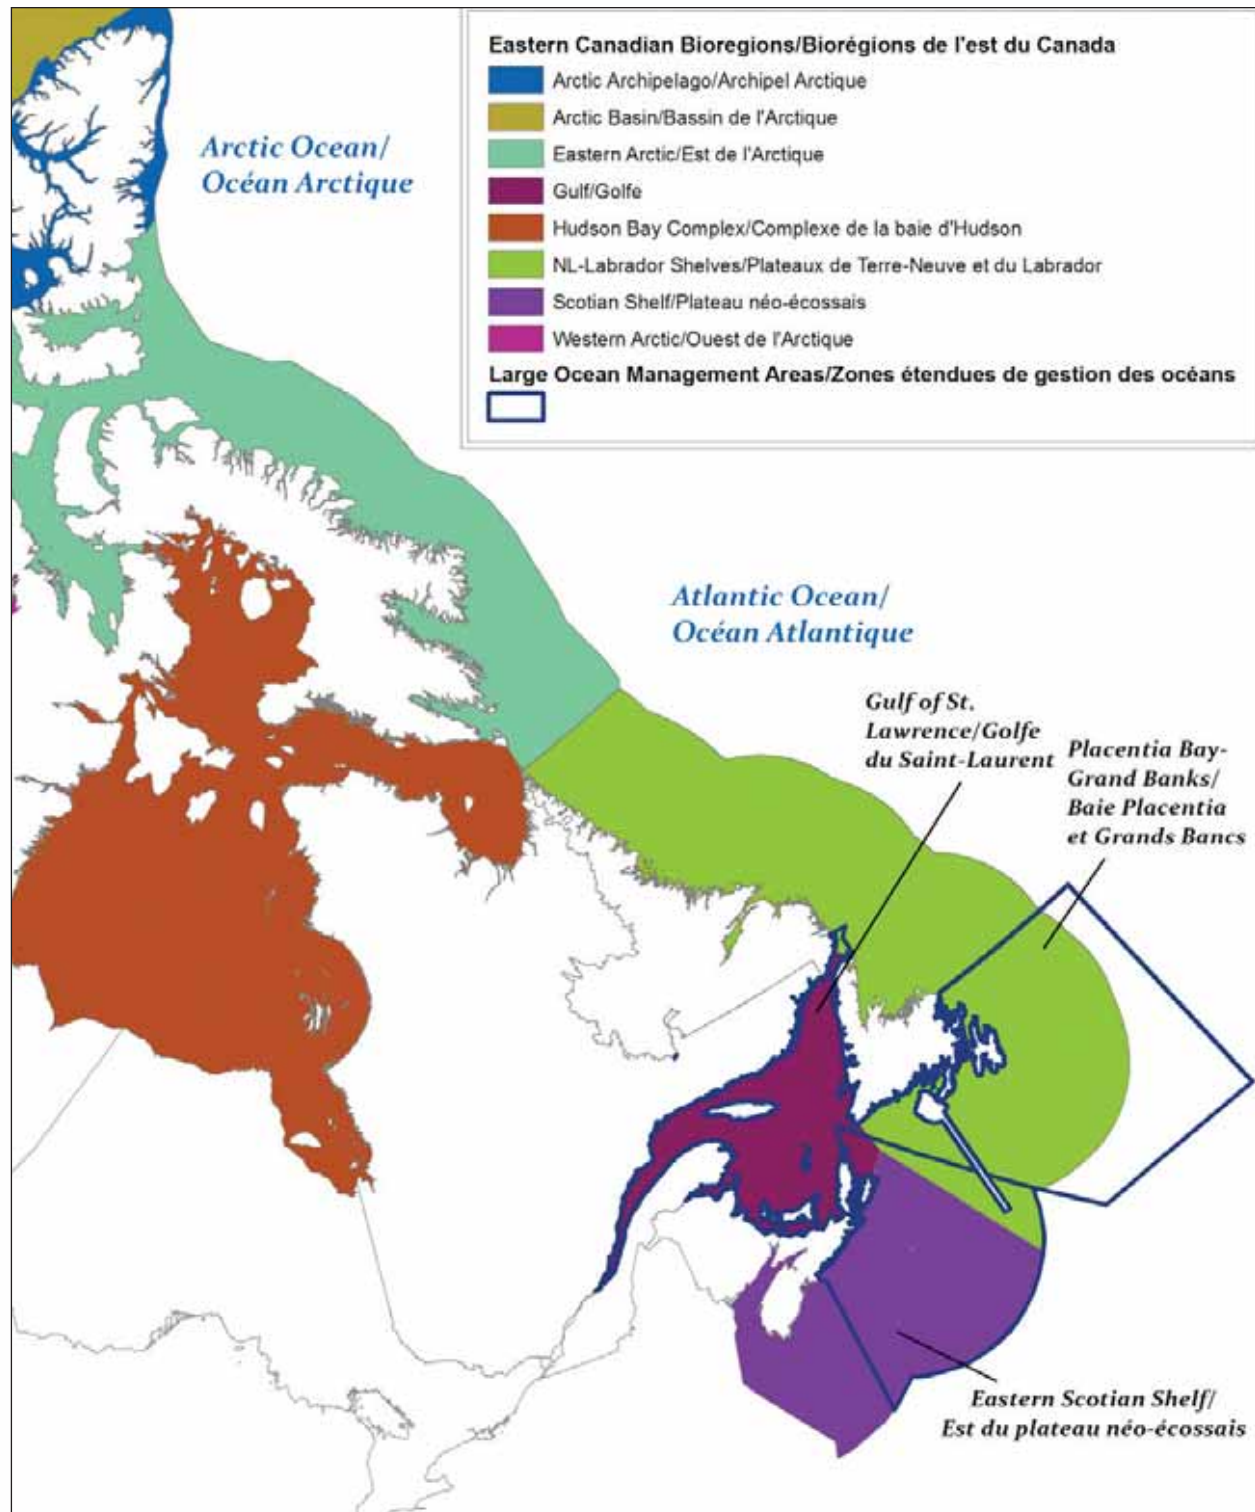 Eastern Canadian Bioregions/Biorégions de l'est du Canada
Arctic Archipelago/Archipel Arctique
Arctic Basin/Bassin de l'Arctique
Eastern Arctic/Est de l'Arctique
Gulf/Golfe
Hudson Bay Complex/Complexe de la baie d'Hudson
NL-Labrador Shelves/Plateaux de Terre-Neuve et du Labrador
Scotian Shelf/Plateau néo-écossais
Western Arctic/Ouest de l'Arctique
Large Ocean Management Areas/Zones étendues de gestion des océans
Arctic Ocean/
Océan Arctique
Atlantic Ocean/
Océan Atlantique
Gulf of St.
Lawrence/Golfe
du Saint-Laurent
Placentia Bay-
Grand Banks/
Baie Placentia
et Grands Bancs
Eastern Scotian Shelf/
Est du plateau néo-écossais